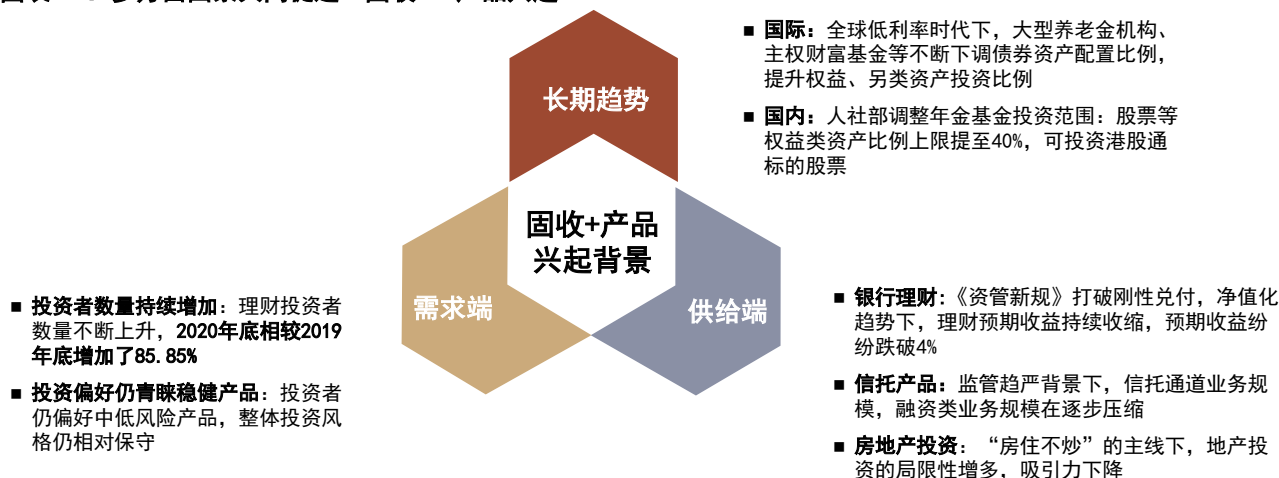 长期趋势
■ 国际：全球低利率时代下，大型养老金机构、
主权财富基金等不断下调债券资产配置比例，
提升权益、另类资产投资比例
■ 国内：人社部调整年金基金投资范围：股票等
权益类资产比例上限提至40%，可投资港股通
标的股票
固收+产品
兴起背景
需求端
■ 投资者数量持续增加：理财投资者
数量不断上升，2020年底相较2019
年底增加了85.85%
■ 投资偏好仍青睐稳健产品：投资者
仍偏好中低风险产品，整体投资风
格仍相对保守
供给端
■ 银行理财：《资管新规》打破刚性兑付，净值化
趋势下，理财预期收益持续收缩，预期收益纷
纷跌破4%
■ 信托产品：监管趋严背景下，信托通道业务规
模，融资类业务规模在逐步压缩
■ 房地产投资：“房住不炒”的主线下，地产投
资的局限性增多，吸引力下降